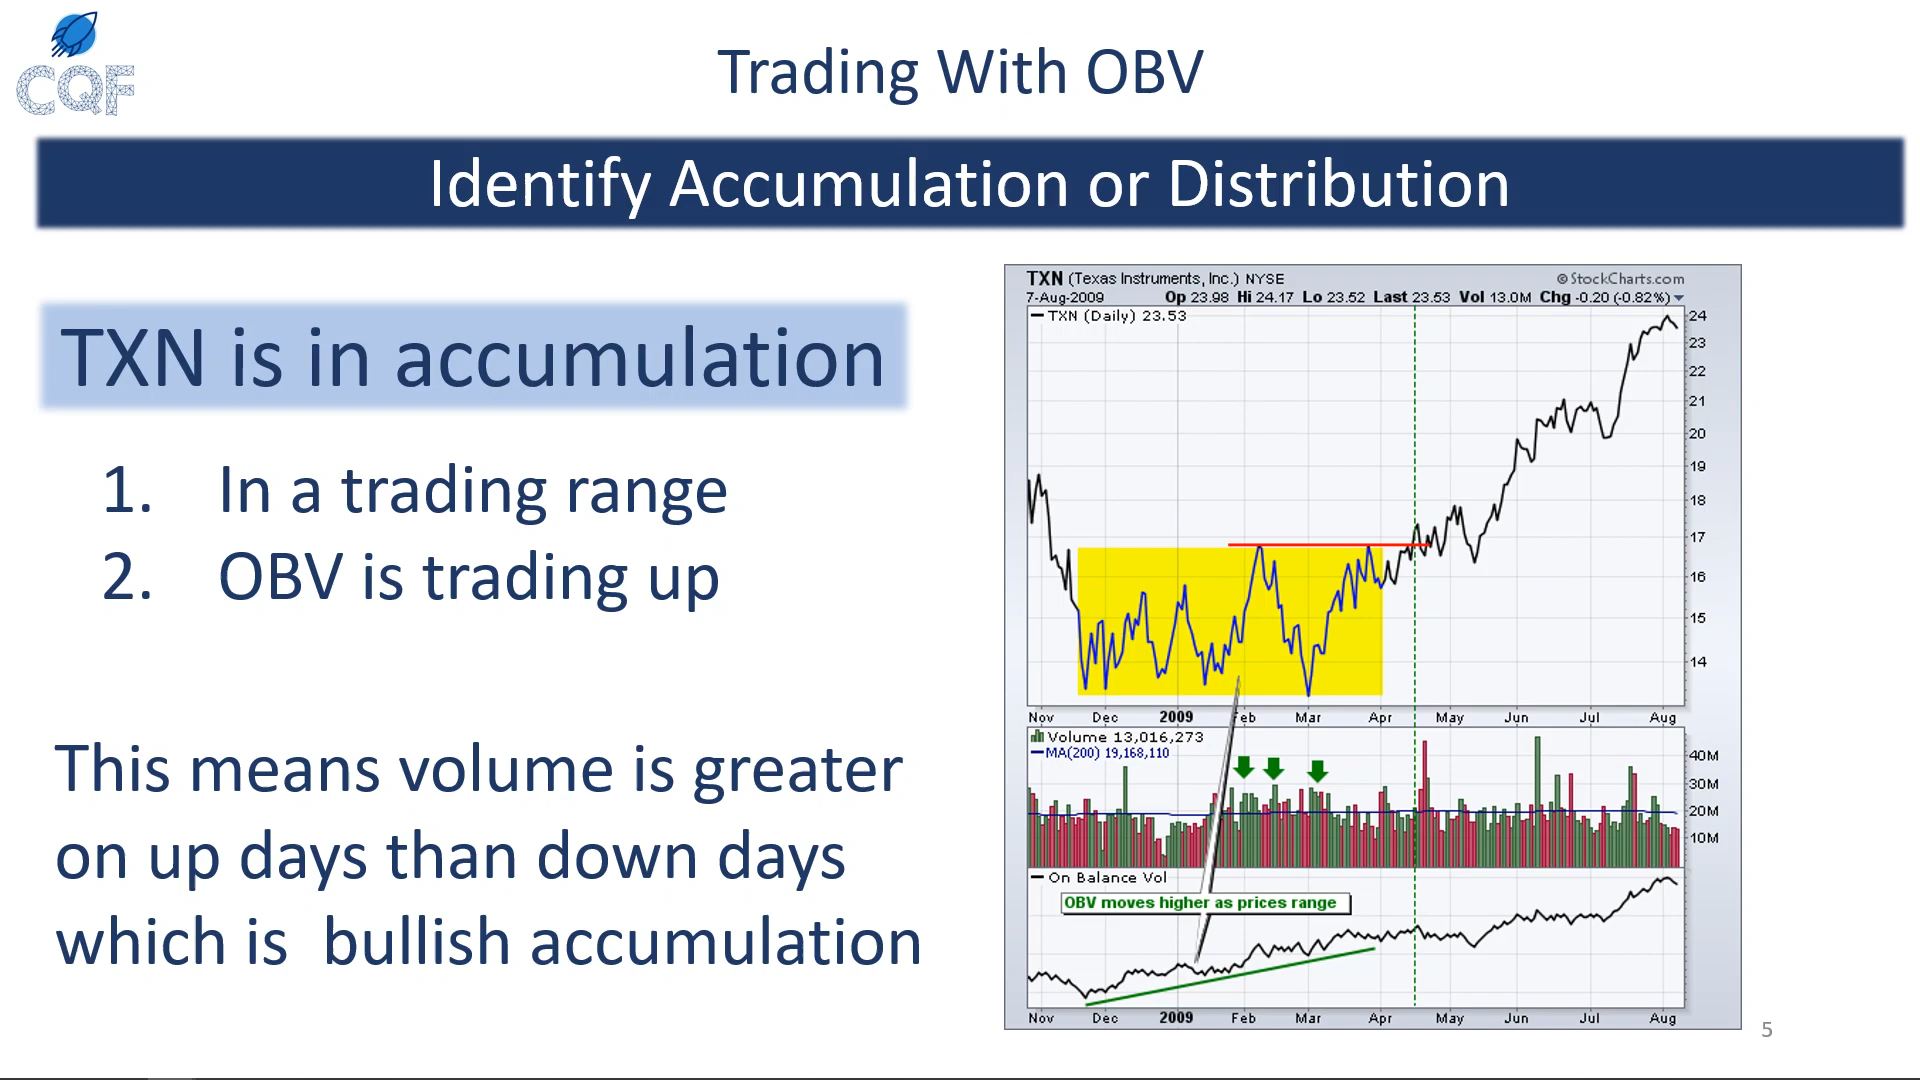 CQF
Trading With OBV
Identify Accumulation or Distribution
TXN is in accumulation
1. In a trading range
2. OBV is trading up
This means volume is greater
on up days than down days
which is bullish accumulation
TXN (Texas Instruments, Inc.) NYSE
© StockCharts.com
7-Aug-2009 Op 23.98 Hi 24.17 Lo 23.52 Last 23.53 Vol 13.0M Chg -0.20 (-0.82%)
TXN (Daily) 23.53
24
23
22
21
20
19
18
17
16
15
14
Nov Dec 2009 Feb Mar Apr May Jun Jul Aug
Volume 13,016,273
MA(200) 19,168,110
40M
30M
20M
10M
On Balance Vol
OBV moves higher as prices range
Nov Dec 2009 Feb Mar Apr May Jun Jul Aug
5